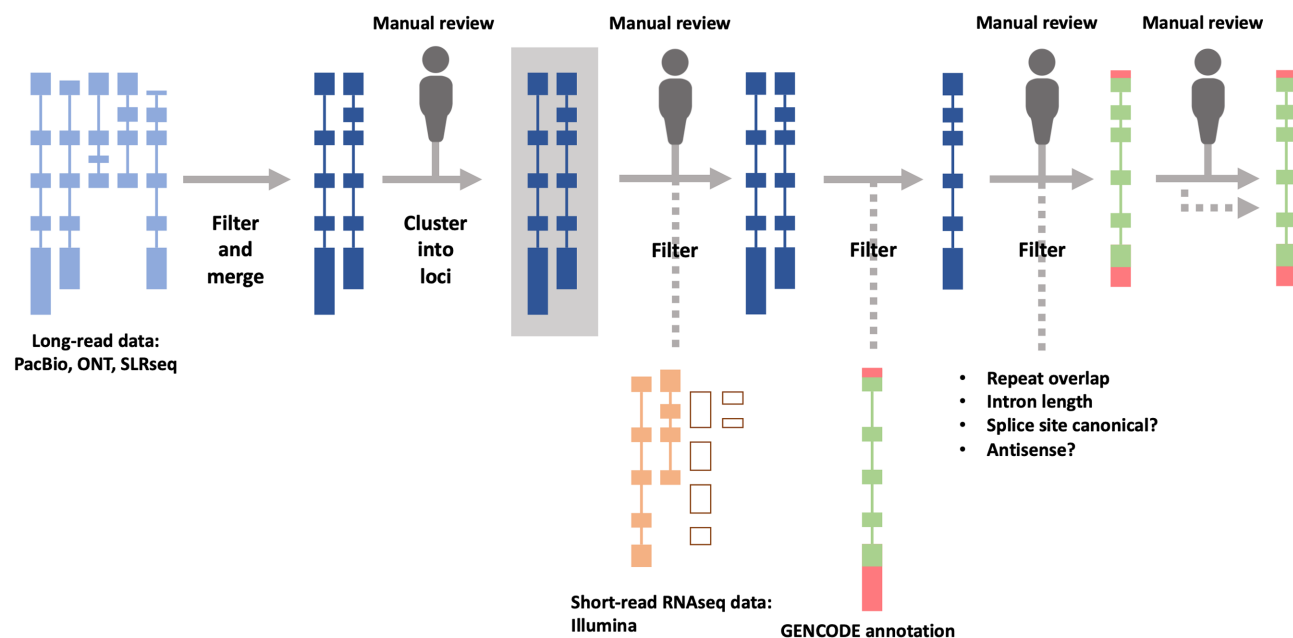 Manual review
Manual review
Manual review
Manual review
Filter
and
merge
Cluster
into
loci
Filter
Filter
Filter
Long-read data:
PacBio, ONT, SLRseq
• Repeat overlap
• Intron length
• Splice site canonical?
• Antisense?
Short-read RNAseq data:
Illumina
GENCODE annotation